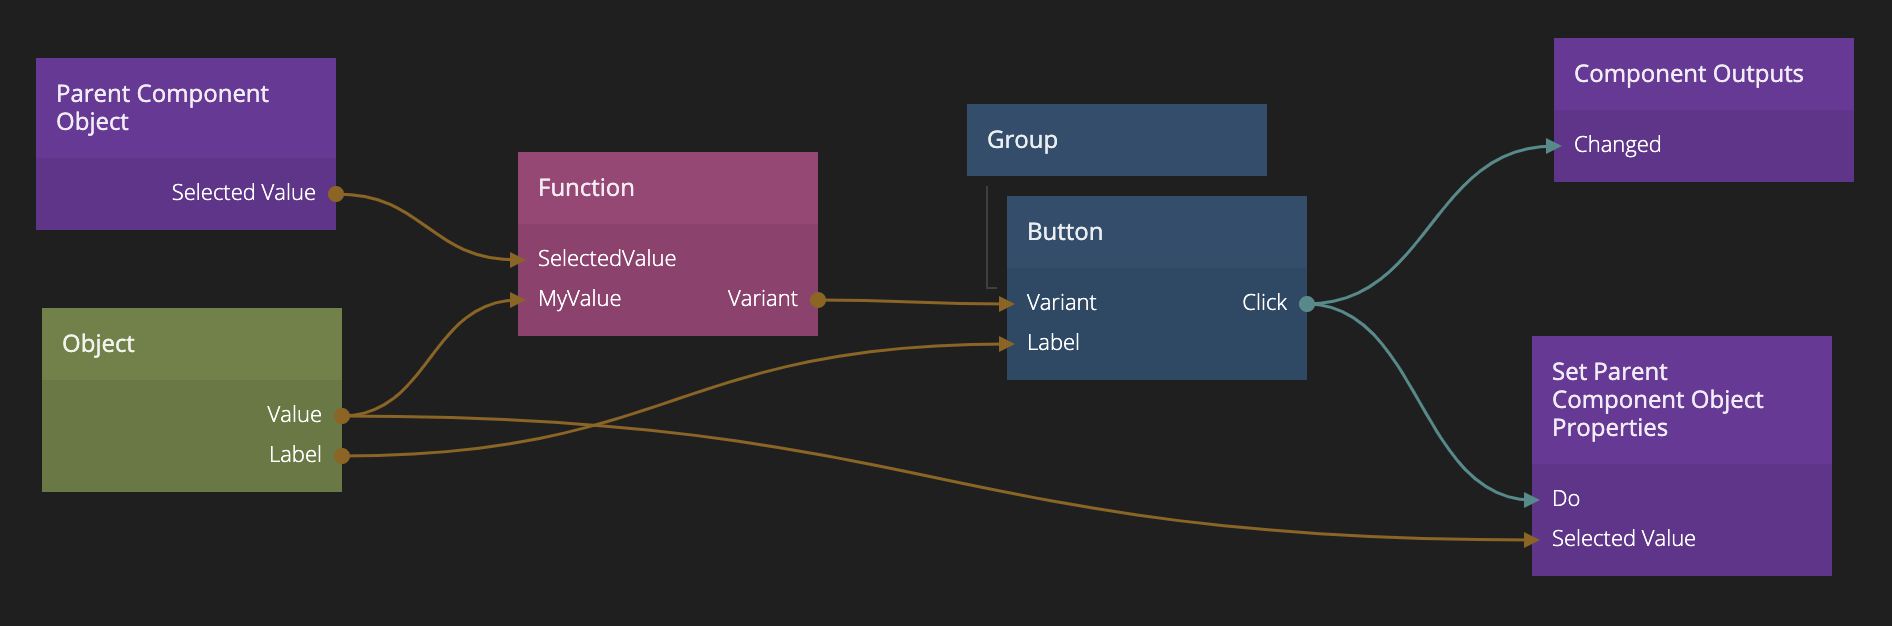 Parent Component
Object
Selected Value
Object
Value
Label
Function
SelectedValue
MyValue
Variant
Group
Button
Variant
Click
Label
Component Outputs
Changed
Set Parent
Component Object
Properties
Do
Selected Value